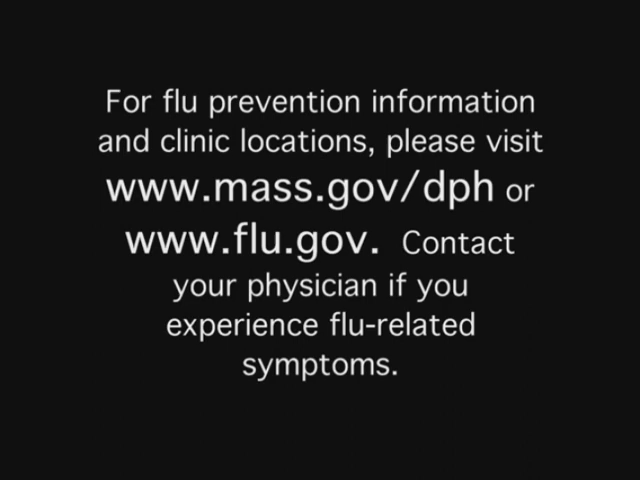 For flu prevention information
and clinic locations, please visit
www.mass.gov/dph or
www.flu.gov. Contact
your physician if you
experience flu-related
symptoms.